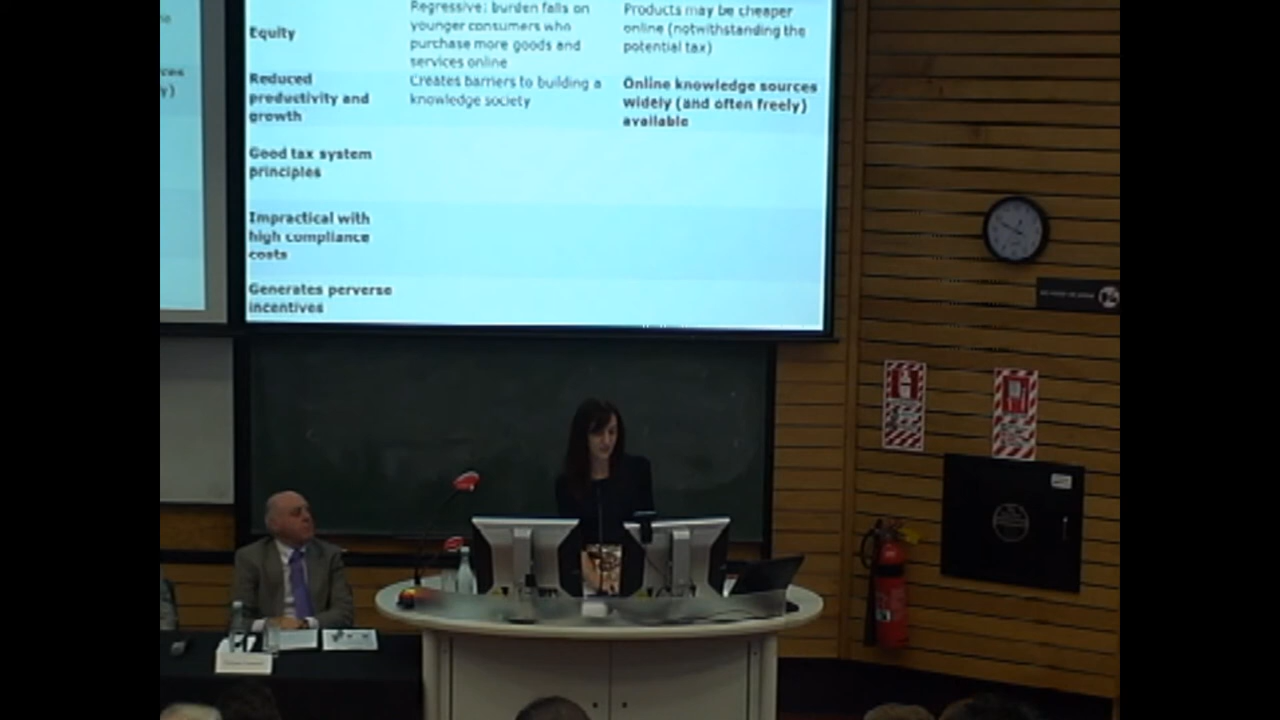 Regressive: burden falls on
younger consumers who
purchase more goods and
services online
Products may be cheaper
online (notwithstanding the
potential tax)
Equity
Reduced
productivity and
growth
Creates barriers to building a
knowledge society
Online knowledge sources
widely (and often freely)
available
Good tax system
principles
Impractical with
high compliance
costs
Generates perverse
incentives